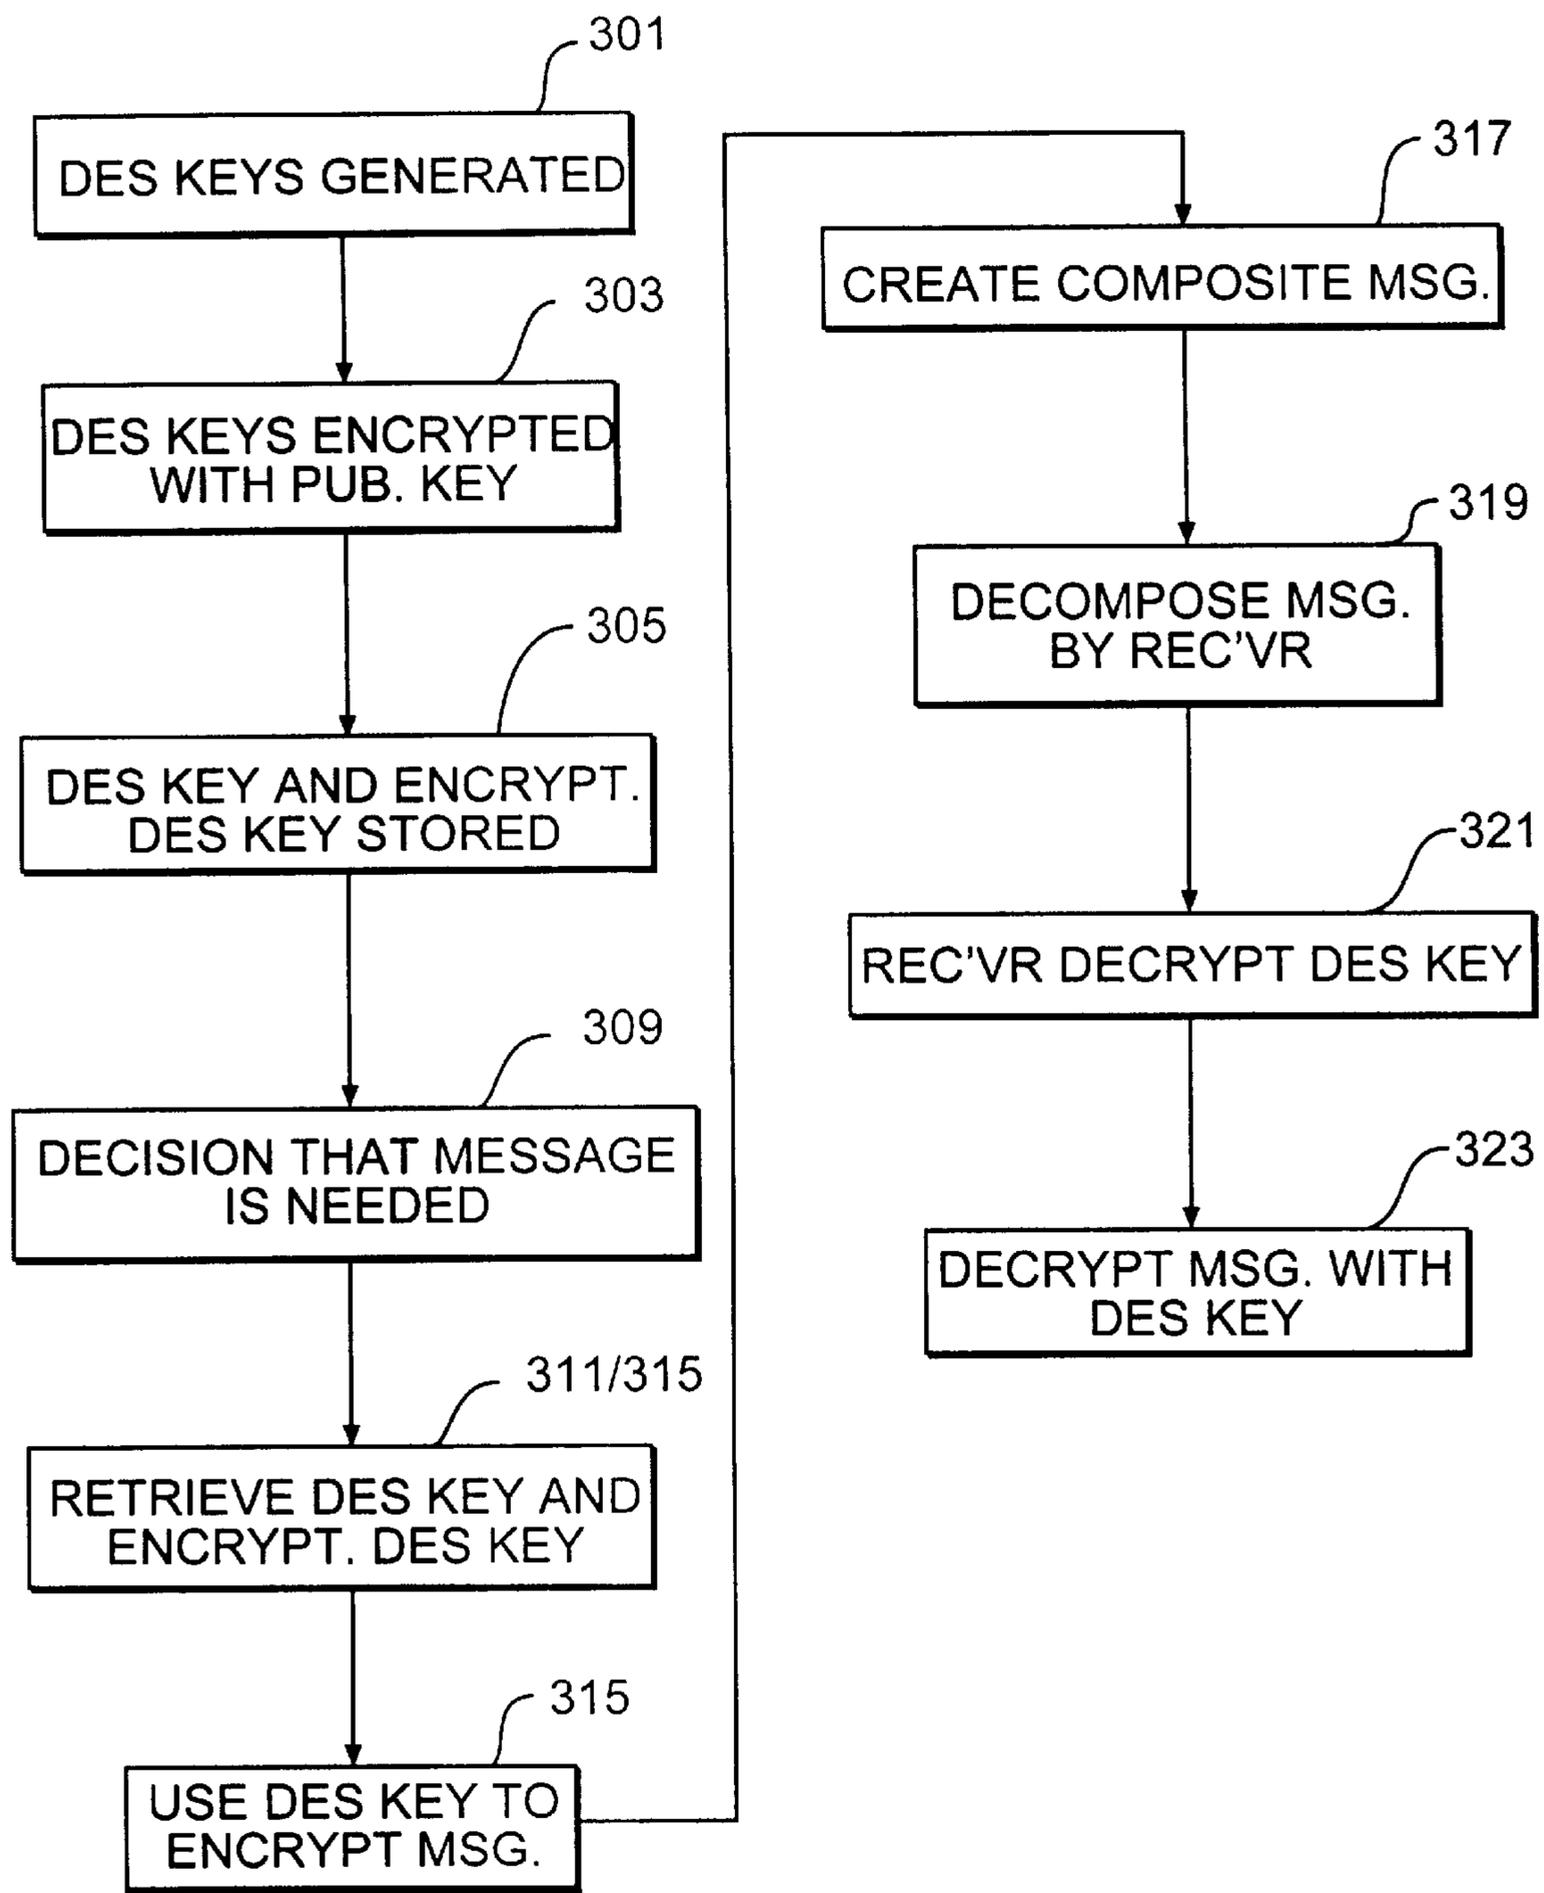 301
DES KEYS GENERATED
303
DES KEYS ENCRYPTED
WITH PUB. KEY
305
DES KEY AND ENCRYPT.
DES KEY STORED
309
DECISION THAT MESSAGE
IS NEEDED
311/315
RETRIEVE DES KEY AND
ENCRYPT. DES KEY
315
USE DES KEY TO
ENCRYPT MSG.
317
CREATE COMPOSITE MSG.
319
DECOMPOSE MSG.
BY REC'VR
321
REC'VR DECRYPT DES KEY
323
DECRYPT MSG. WITH
DES KEY